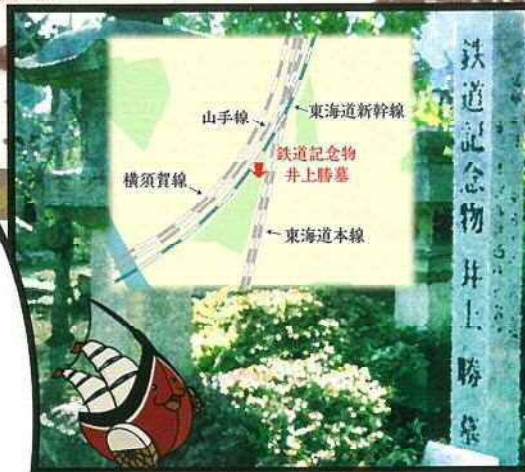 山手線
東海道新幹線
鉄道記念物
井上勝墓
横須賀線
東海道本線
鉄道記念物 井上勝墓